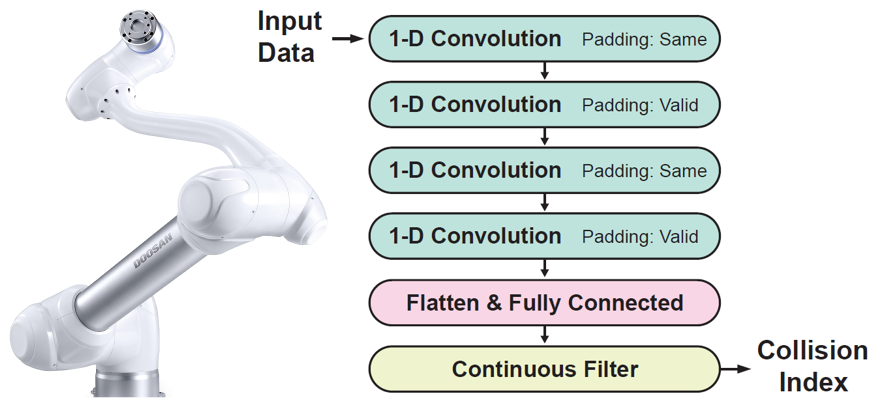 Input
Data
1-D Convolution Padding: Same
1-D Convolution Padding: Valid
1-D Convolution Padding: Same
1-D Convolution Padding: Valid
Flatten & Fully Connected
Continuous Filter
Collision
Index
DOOSAN